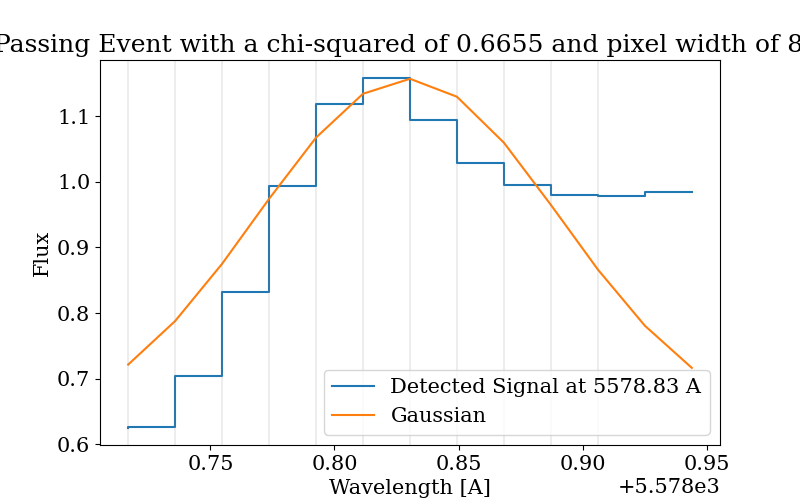 Passing Event with a chi-squared of 0.6655 and pixel width of 8
1.1
1.0
0.9
0.8
0.7
0.6
Flux
Detected Signal at 5578.83 A
Gaussian
0.75 0.80 0.85 0.90 0.95
Wavelength [A]
+5.578e3